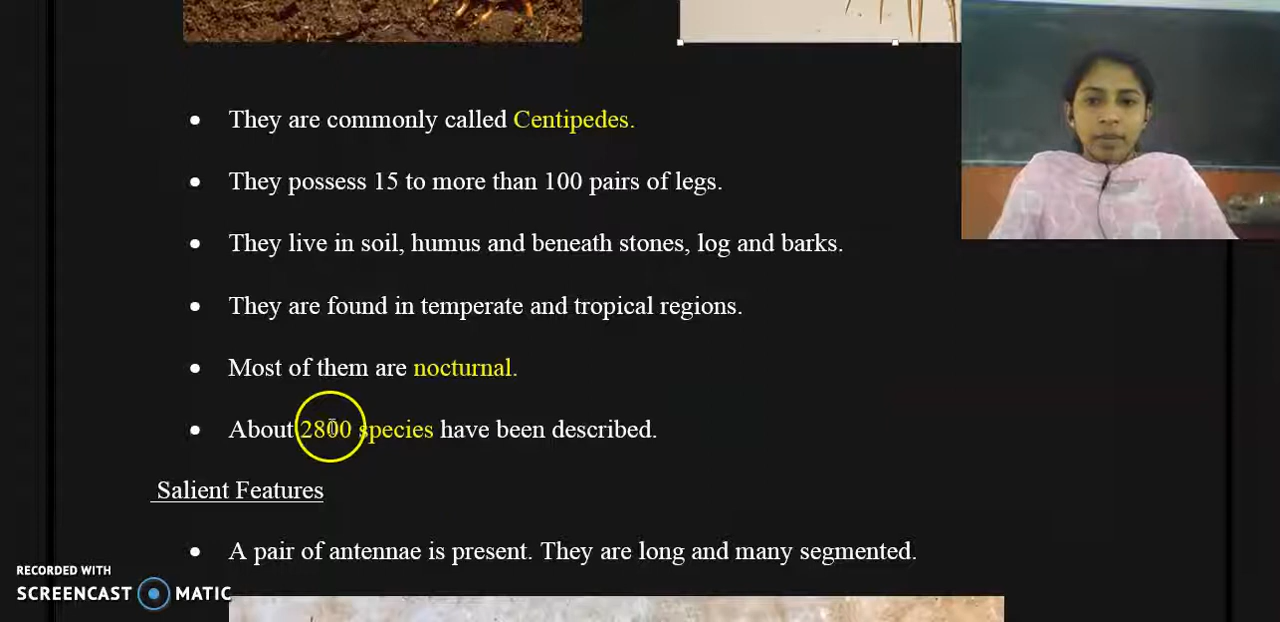 They are commonly called Centipedes.
They possess 15 to more than 100 pairs of legs.
They live in soil, humus and beneath stones, log and barks.
They are found in temperate and tropical regions.
Most of them are nocturnal.
About 2800 species have been described.
Salient Features
A pair of antennae is present. They are long and many segmented.
RECORDED WITH
SCREENCAST MATIC